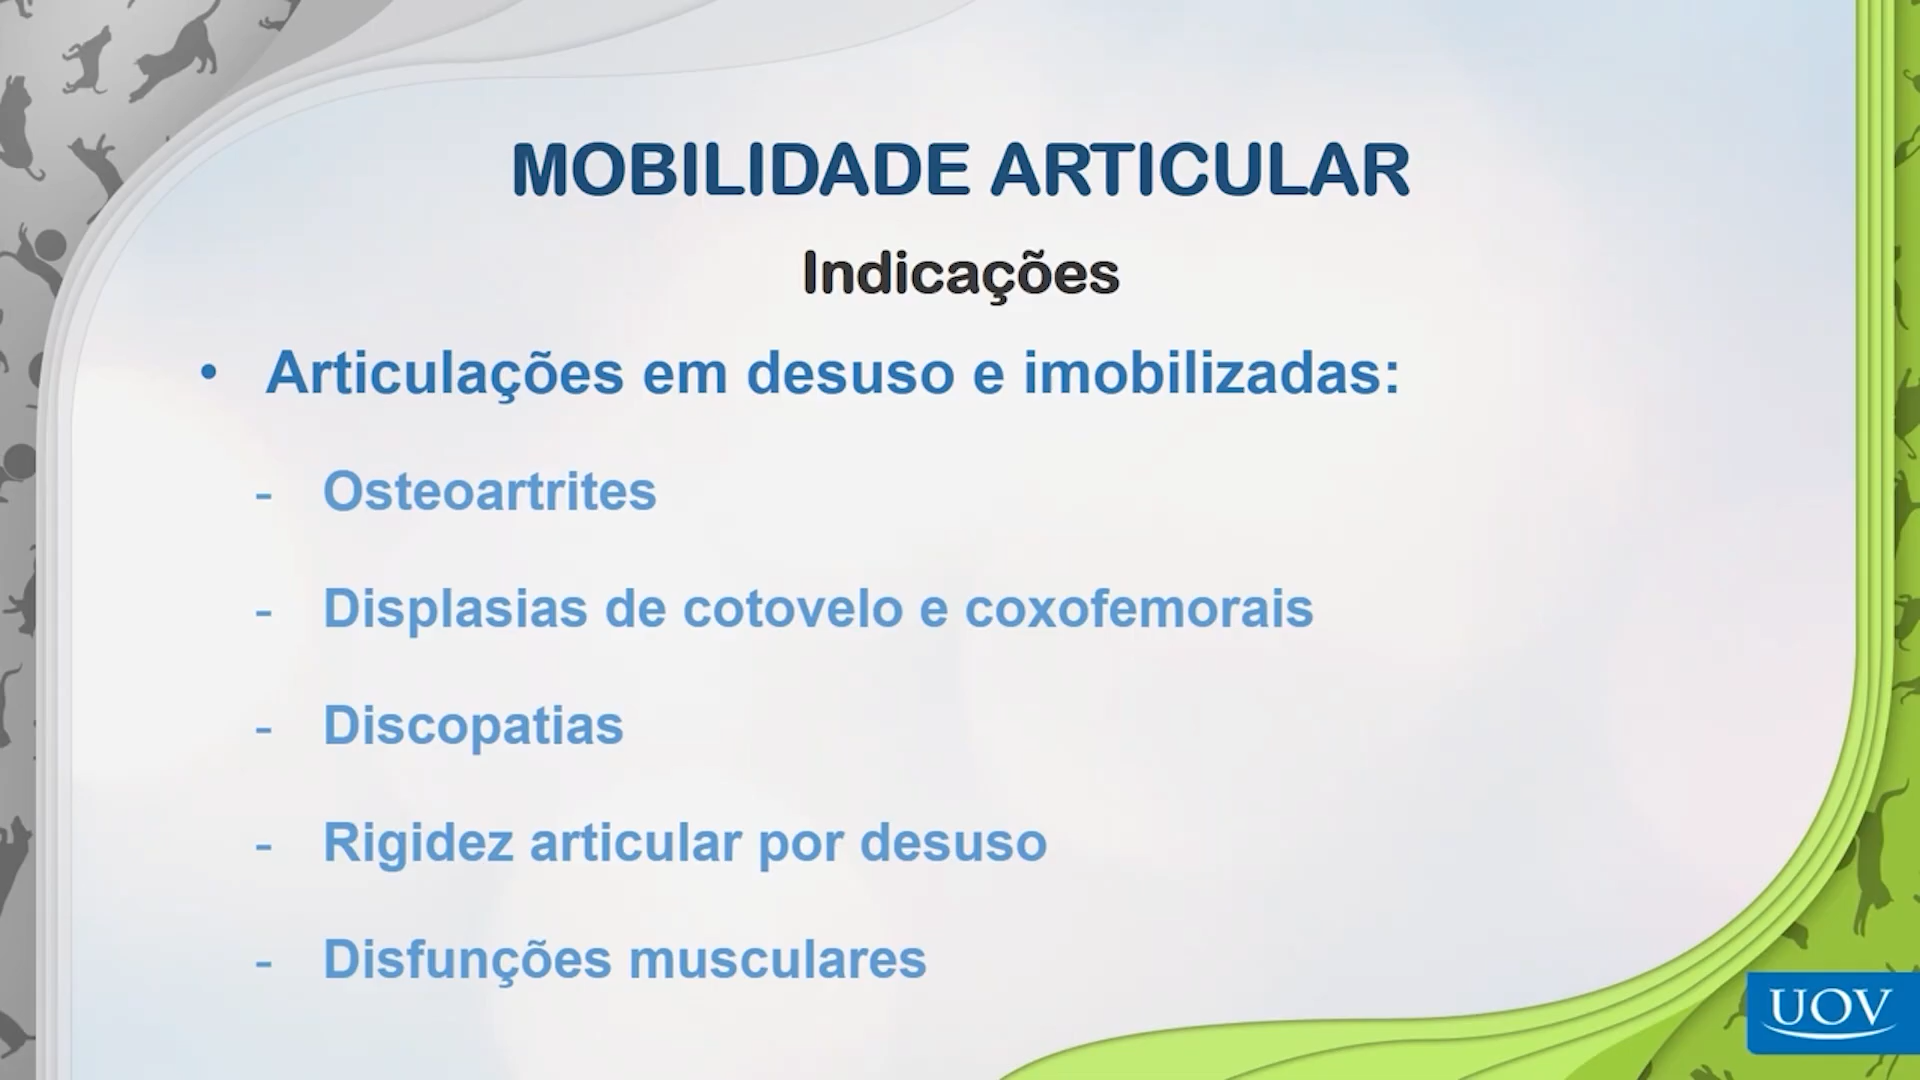 MOBILIDADE ARTICULAR
Indicações
• Articulações em desuso e imobilizadas:
- Osteoartrites
- Displasias de cotovelo e coxofemorais
- Discopatias
- Rigidez articular por desuso
- Disfunções musculares
UOV